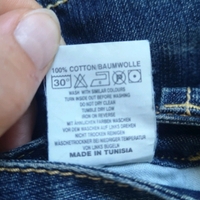 100% COTTON/BAUMWOLLE
30°
WASH WITH SIMILAR COLOURS
TURN INSIDE OUT BEFORE WASHING
DO NOT DRY CLEAN
TUMBLE DRY LOW
IRON ON REVERSE
MIT ÄHNLICHEN FARBEN WASCHEN
VOR DEM WASCHEN AUF LINKS DREHEN
NICHT TROCKEN REINIGEN
WÄSCHETROCKNER BEI NIEDRIGEN TEMPERATUR
VON LINKS BÜGELN
MADE IN TUNISIA